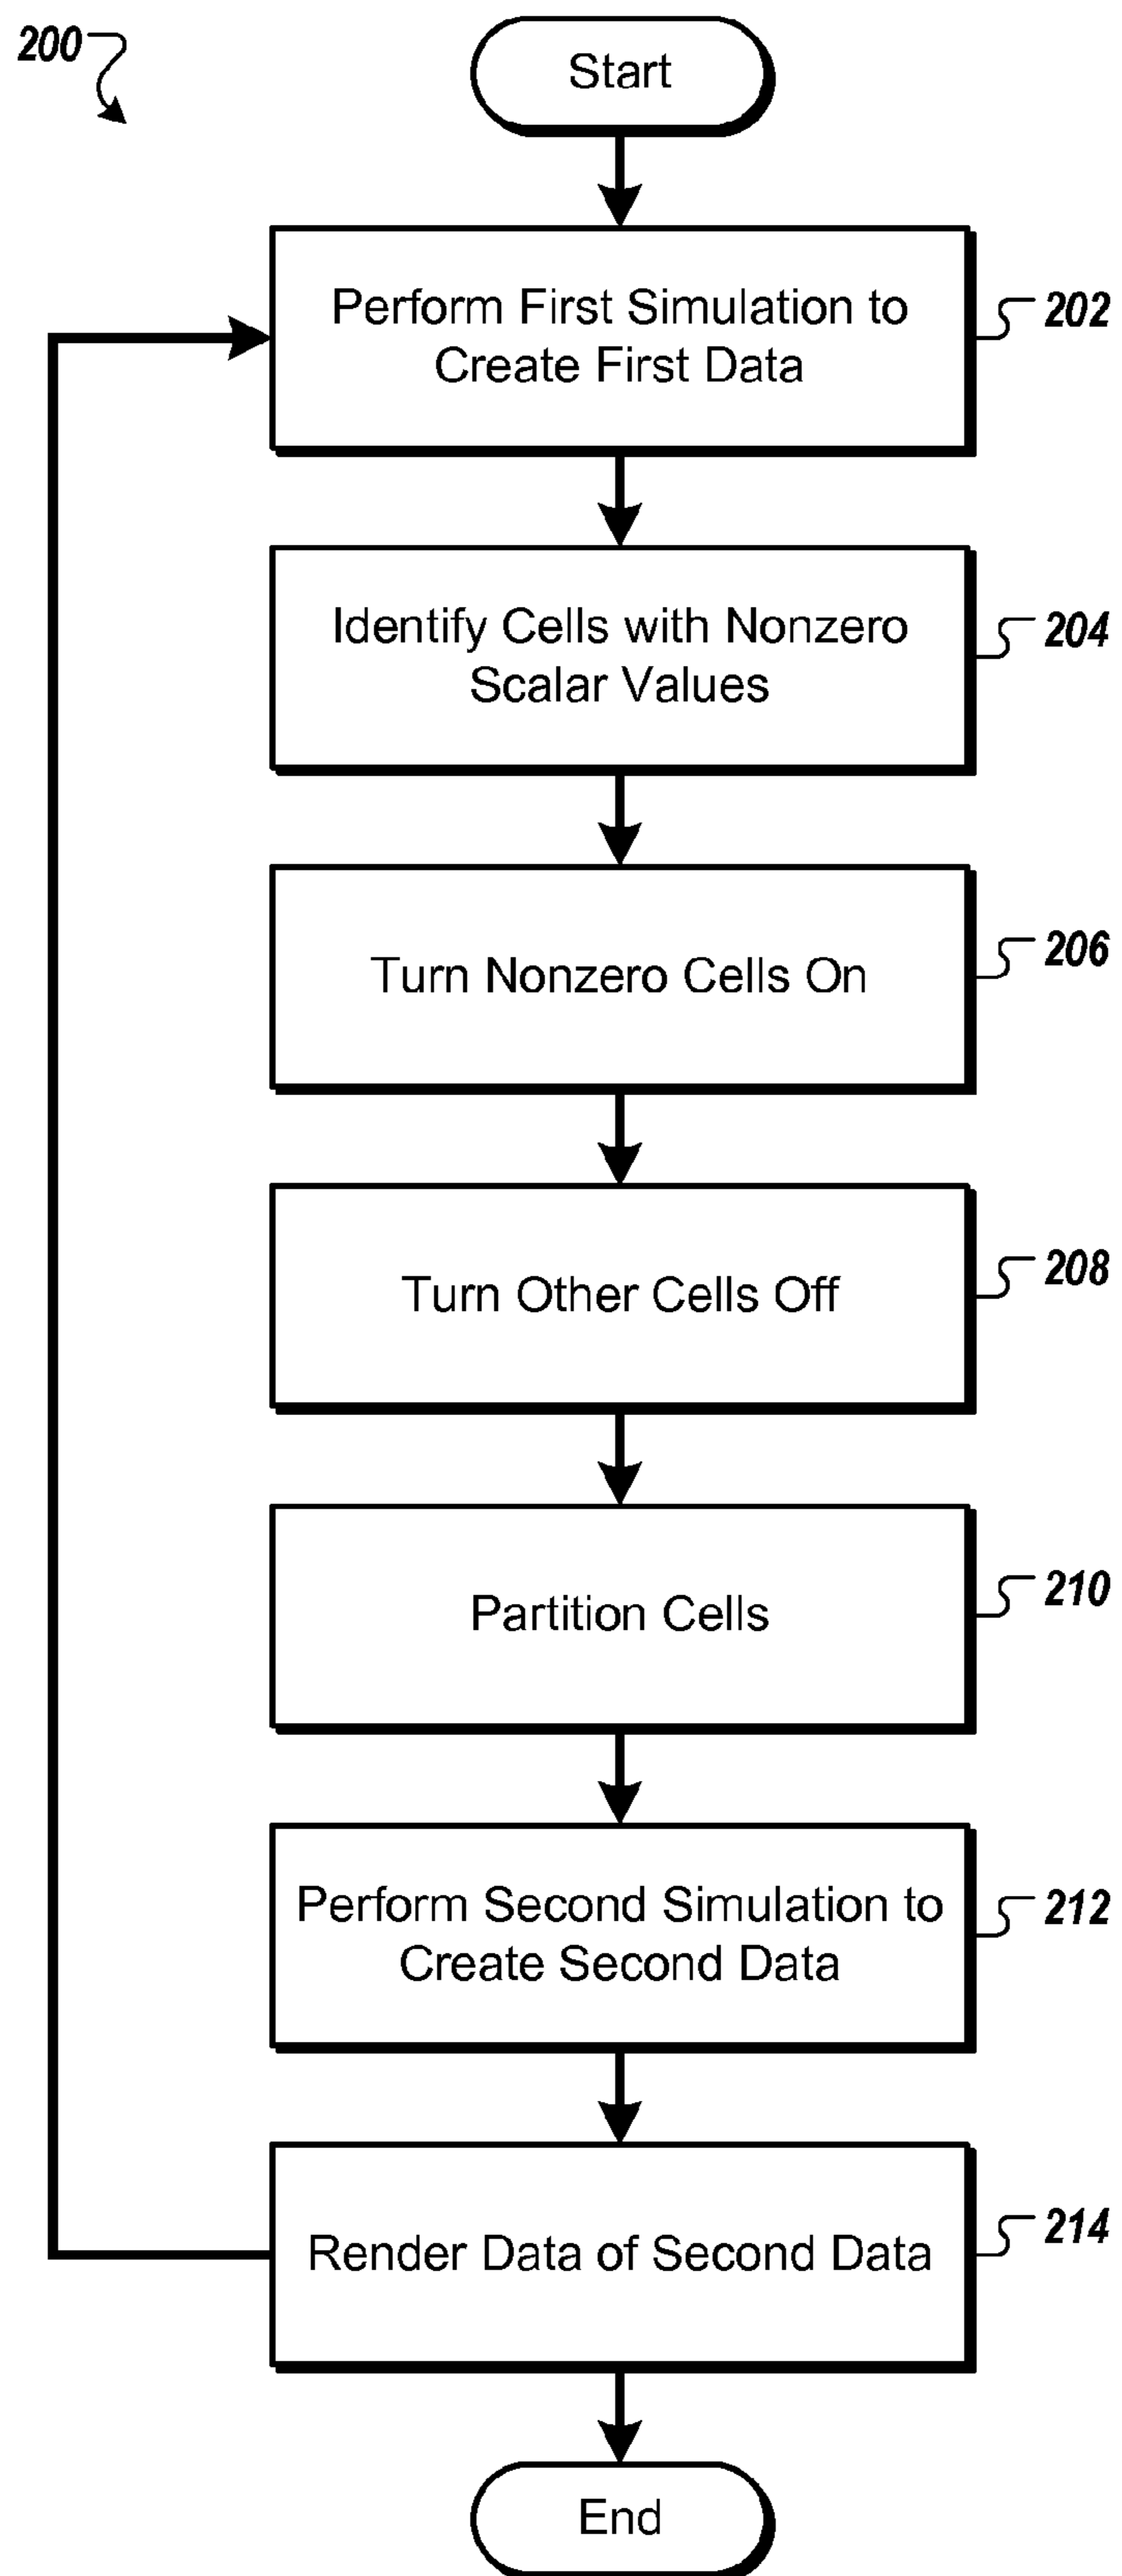 200
Start
Perform First Simulation to
Create First Data
202
Identify Cells with Nonzero
Scalar Values
204
Turn Nonzero Cells On
206
Turn Other Cells Off
208
Partition Cells
210
Perform Second Simulation to
Create Second Data
212
Render Data of Second Data
214
End